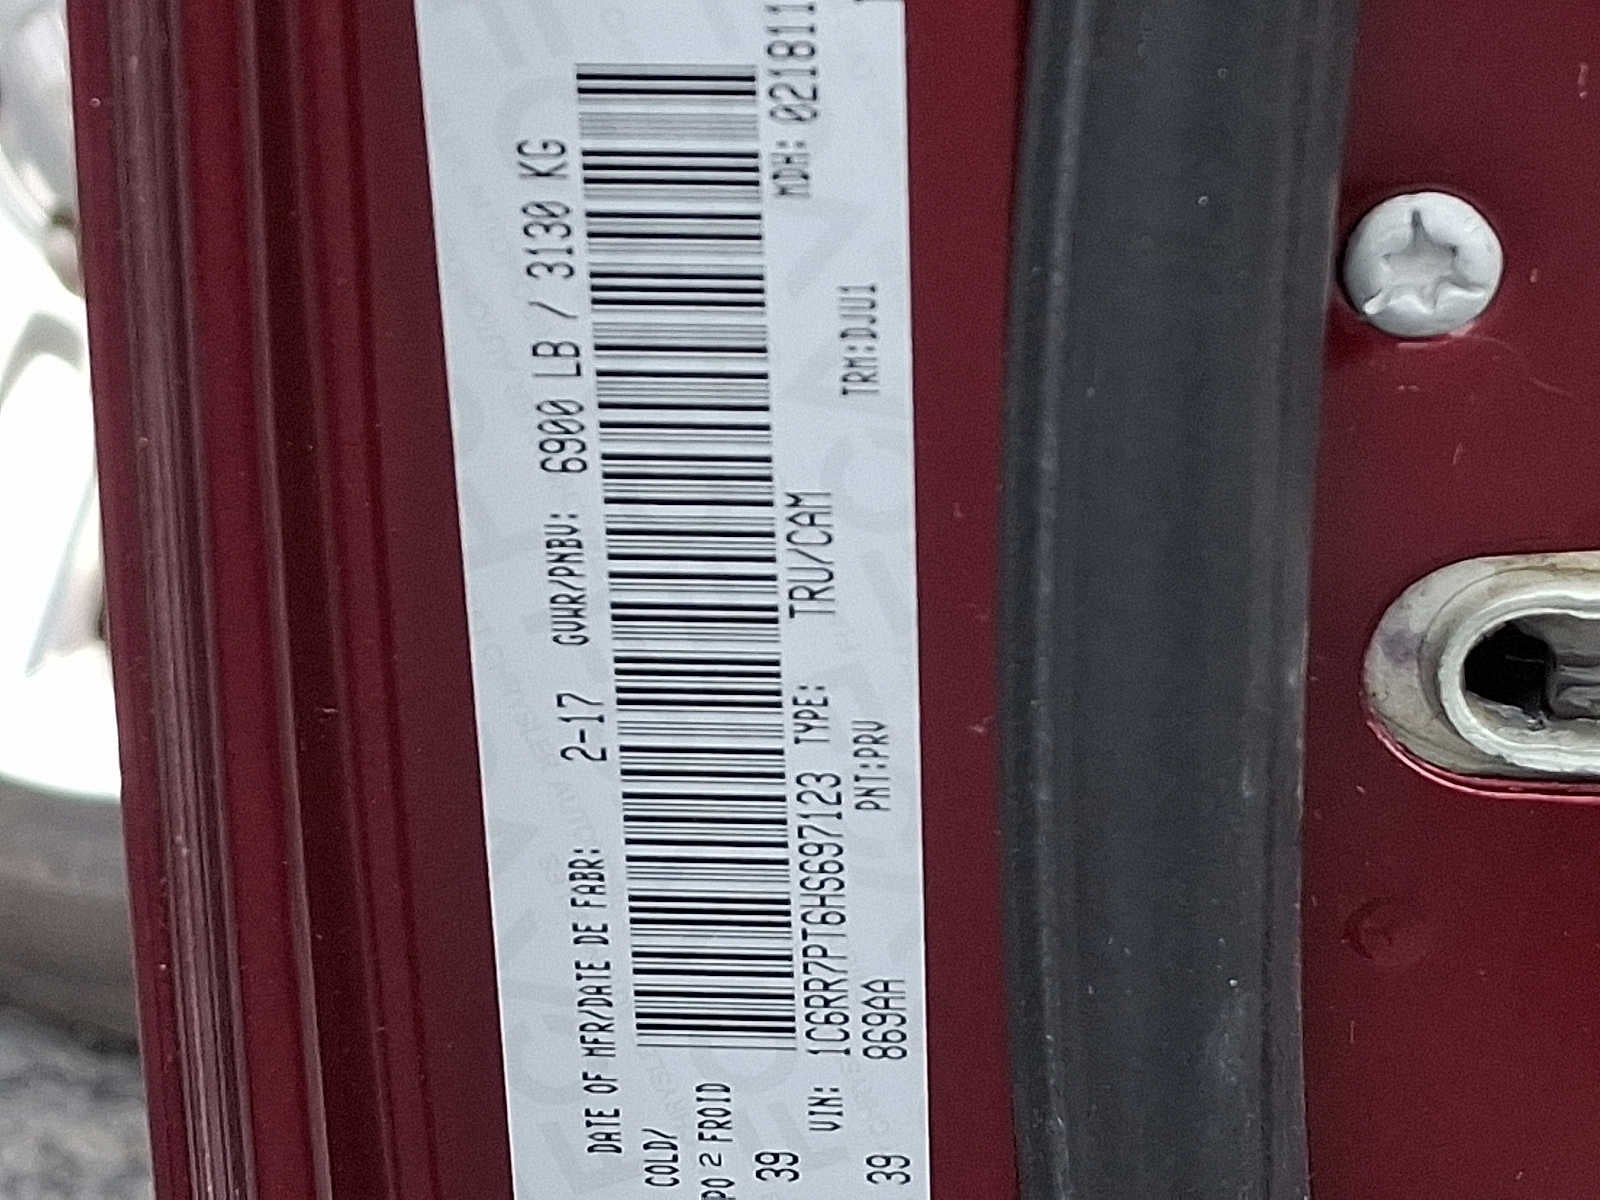 DATE OF MFR/DATE DE FABR: 2-17 GVWR/PNBV: 6900 LB / 3130 KG
COLD/
PO 2 FROID
39
VIN: 1C6RR7PT6HS697123 TYPE: TRU/CAM MDH: 021811
PNT:PRV TRM:DJU1
39 869AA